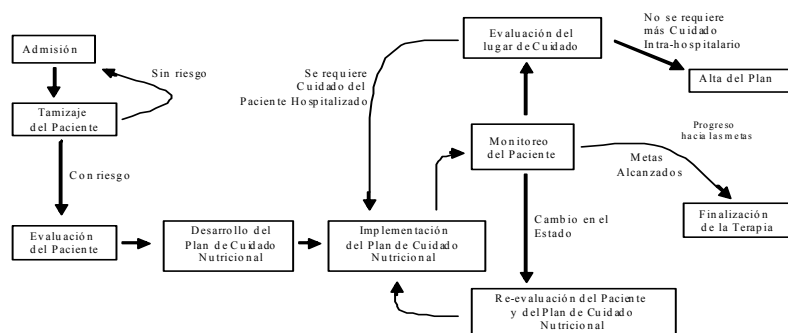 Admisión
Sin riesgo
Tamizaje
del Paciente
Con riesgo
Evaluación
del Paciente
Desarrollo del
Plan de Cuidado
Nutricional
Implementación
del Plan de Cuidado
Nutricional
Se requiere
Cuidado del
Paciente Hospitalizado
Evaluación del
lugar de Cuidado
No se requiere
más Cuidado
Intra-hospitalario
Alta del Plan
Monitoreo
del Paciente
Progreso
hacia las metas
Metas
Alcanzados
Finalización
de la Terapia
Cambio en el
Estado
Re-evaluación del Paciente
y del Plan de Cuidado
Nutricional